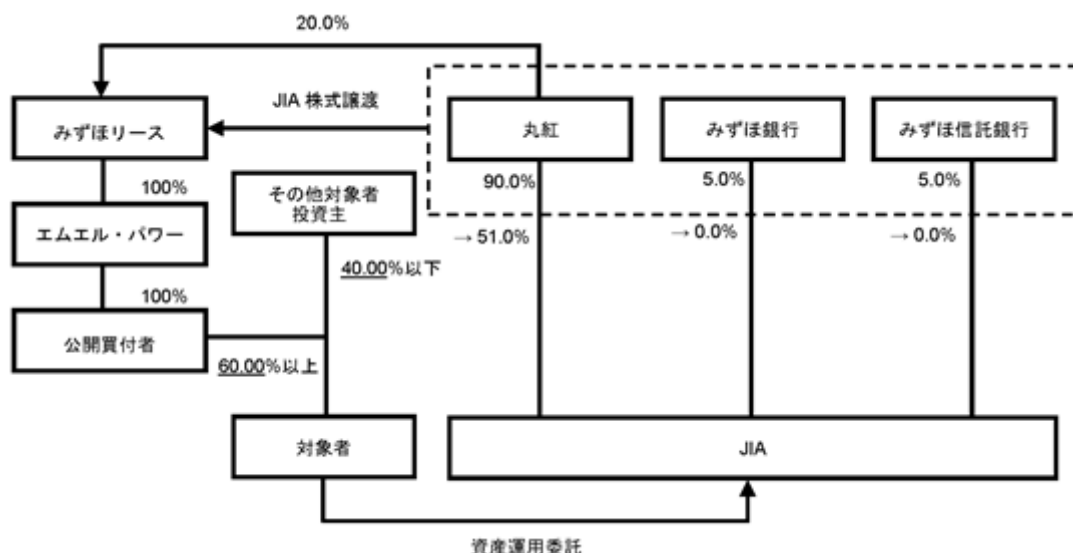 20.0%
JIA 株式譲渡
みずほリース
丸紅
みずほ銀行
みずほ信託銀行
100%
その他対象者
投資主
90.0%
5.0%
5.0%
エムエル・パワー
→ 51.0%
→ 0.0%
→ 0.0%
40.00%以下
100%
公開買付者
60.00%以上
対象者
JIA
資産運用委託